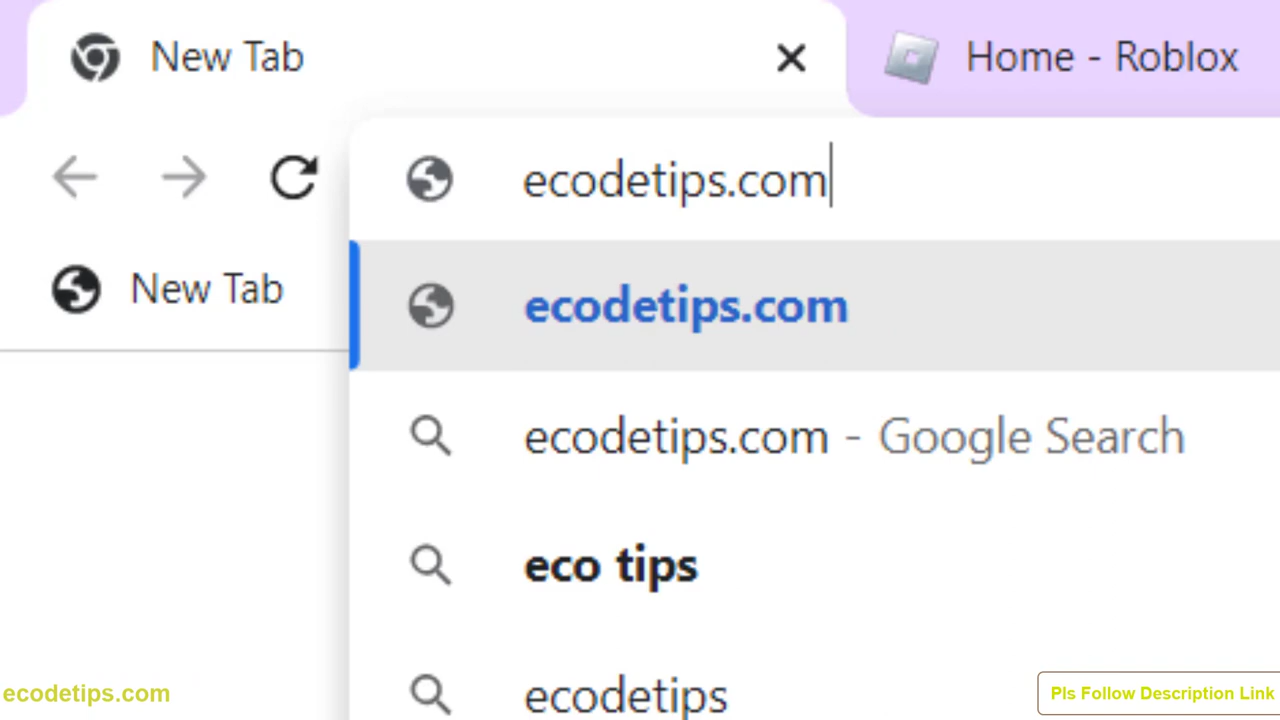 New Tab
Home - Roblox
ecodetips.com
New Tab
ecodetips.com
ecodetips.com - Google Search
eco tips
ecodetips
ecodetips.com
Pls Follow Description Link